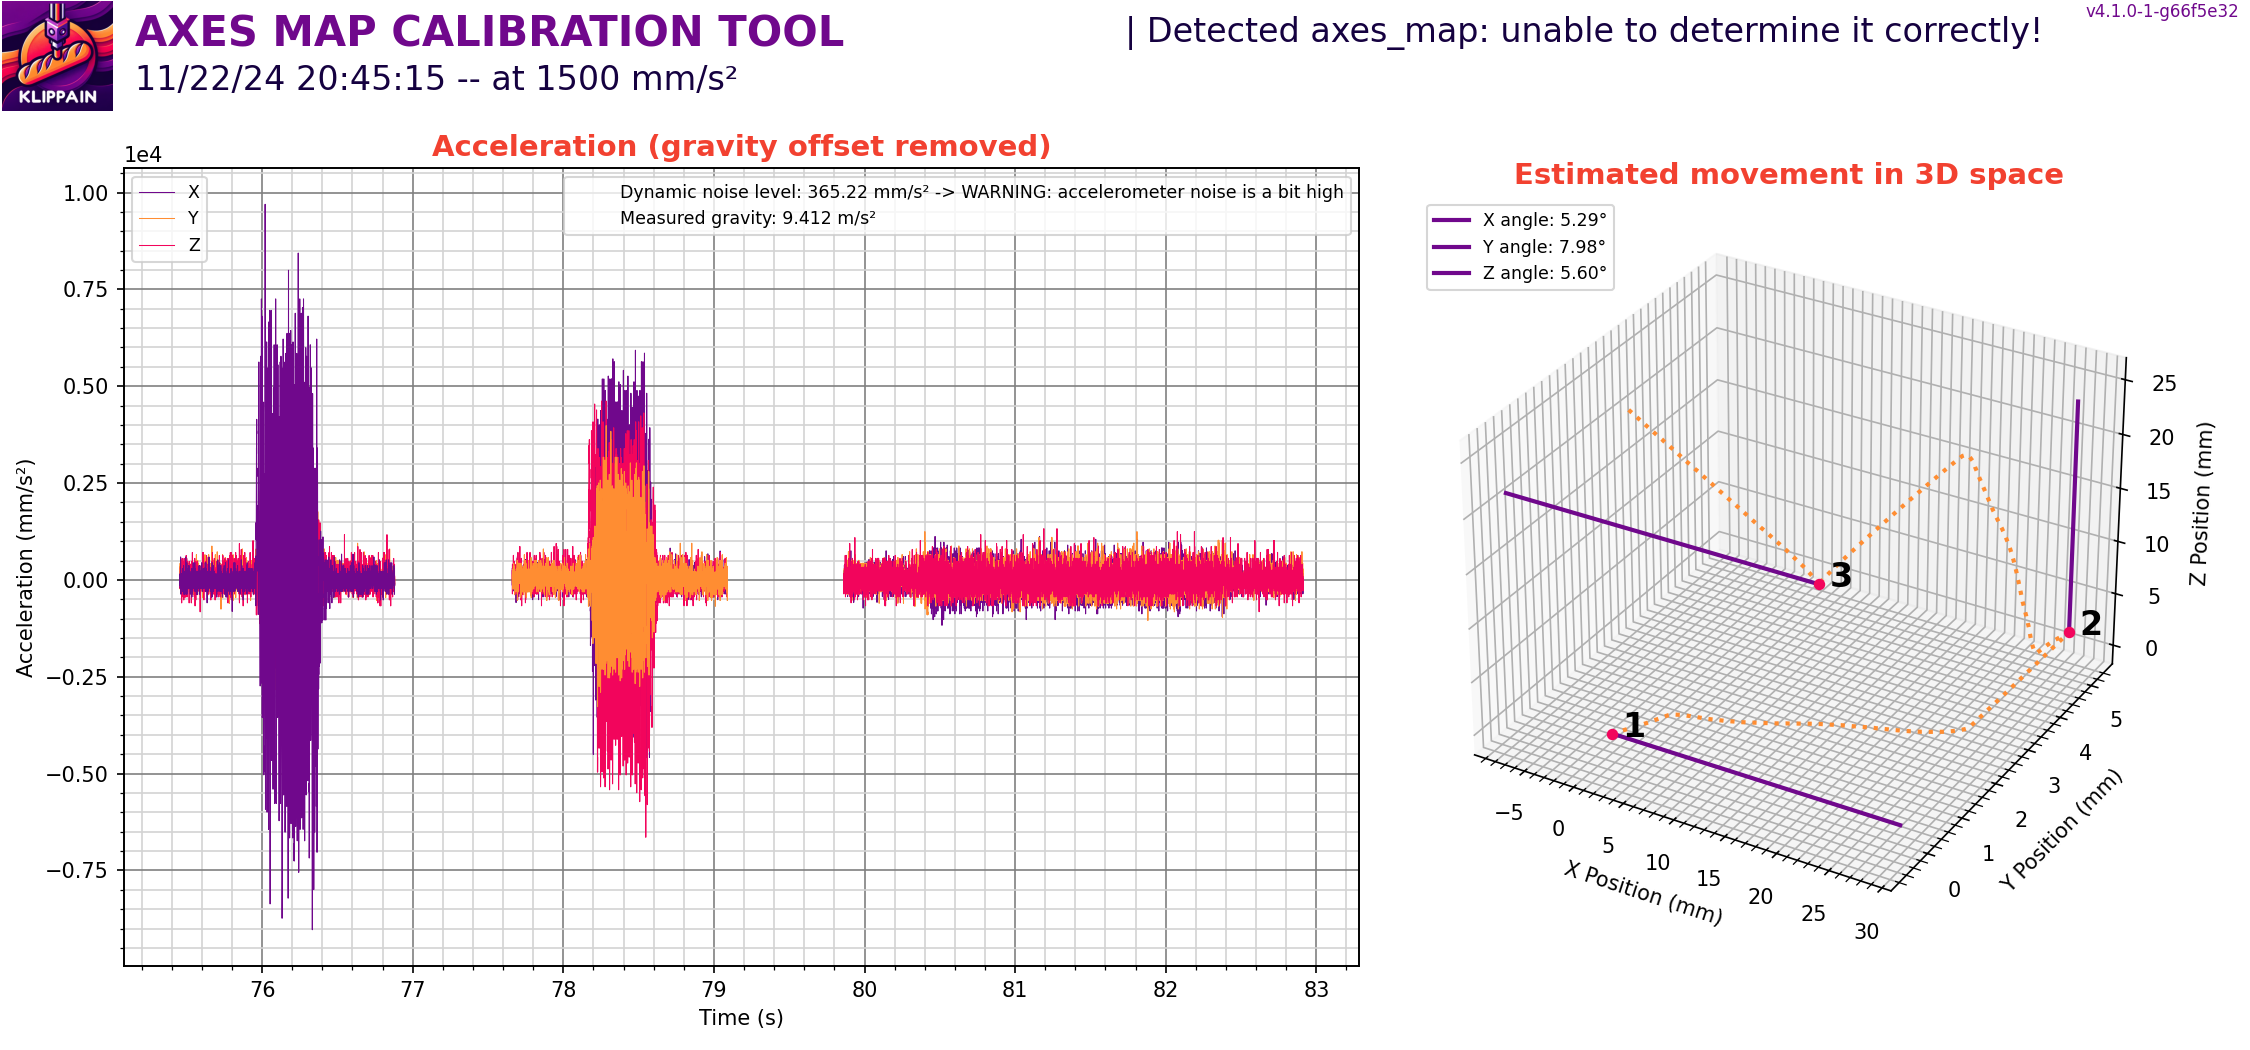 AXES MAP CALIBRATION TOOL
| Detected axes_map: unable to determine it correctly!
v4.1.0-1-g66f5e32
11/22/24 20:45:15 -- at 1500 mm/s²
KLIPPAIN
Acceleration (gravity offset removed)
1e4
X
Y
Z
Dynamic noise level: 365.22 mm/s² -> WARNING: accelerometer noise is a bit high
Measured gravity: 9.412 m/s²
1.00
0.75
0.50
0.25
0.00
−0.25
−0.50
−0.75
Acceleration (mm/s²)
76
77
78
79
80
81
82
83
Time (s)
Estimated movement in 3D space
X angle: 5.29°
Y angle: 7.98°
Z angle: 5.60°
1
2
3
25
20
15
10
5
0
Z Position (mm)
−5
0
5
10
15
20
25
30
X Position (mm)
0
1
2
3
4
5
Y Position (mm)